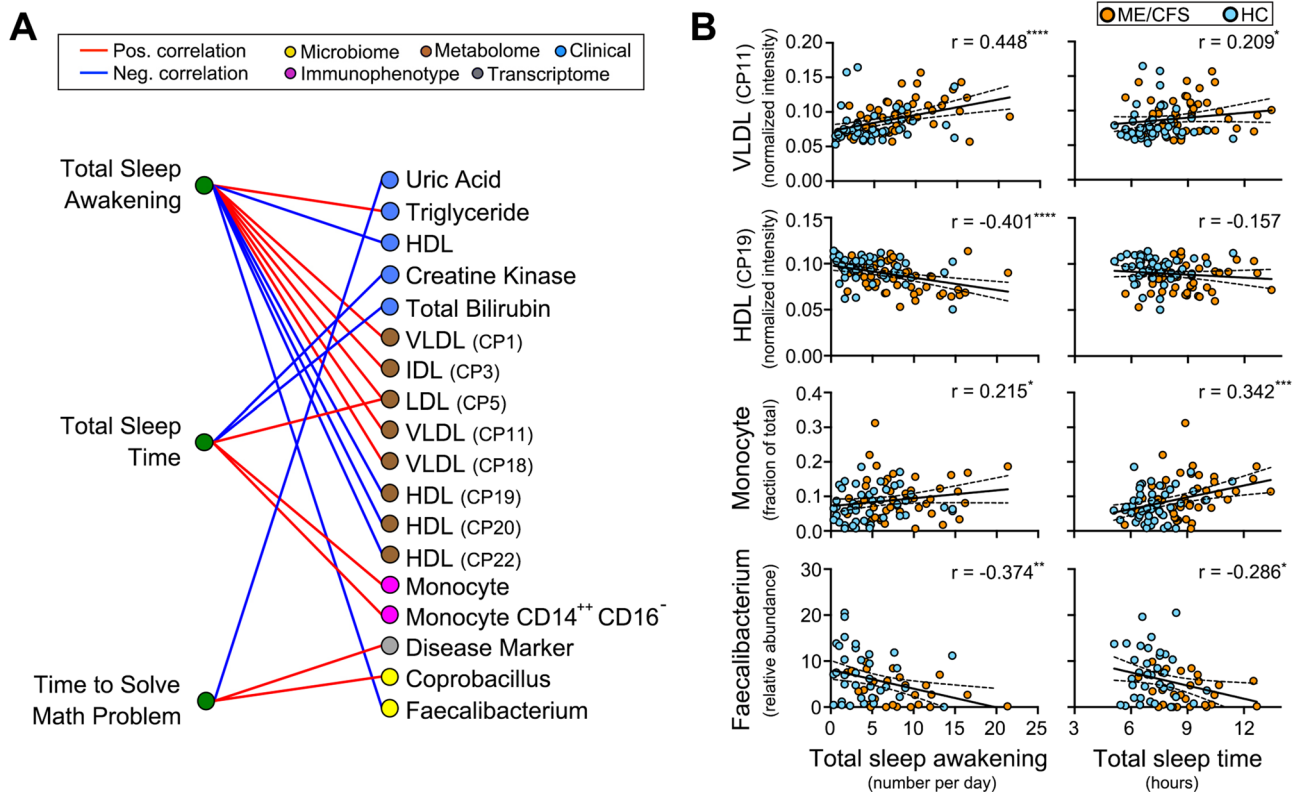 A
Pos. correlation
Neg. correlation
Microbiome
Metabolome
Clinical
Immunophenotype
Transcriptome
Total Sleep
Awakening
Total Sleep
Time
Time to Solve
Math Problem
Uric Acid
Triglyceride
HDL
Creatine Kinase
Total Bilirubin
VLDL (CP1)
IDL (CP3)
LDL (CP5)
VLDL (CP11)
VLDL (CP18)
HDL (CP19)
HDL (CP20)
HDL (CP22)
Monocyte
Monocyte CD14++ CD16-
Disease Marker
Coprobacillus
Faecalibacterium
B
ME/CFS
HC
VLDL (CP11)
(normalized intensity)
0.20
0.15
0.10
0.05
0.00
r = 0.448****
r = 0.209*
HDL (CP19)
(normalized intensity)
0.15
0.10
0.05
0.00
r = -0.401****
r = -0.157
Monocyte
(fraction of total)
0.4
0.3
0.2
0.1
0.0
r = 0.215*
r = 0.342***
Faecalibacterium
(relative abundance)
30
20
10
0
r = -0.374**
r = -0.286*
0 5 10 15 20 25
3 6 9 12
Total sleep awakening
(number per day)
Total sleep time
(hours)